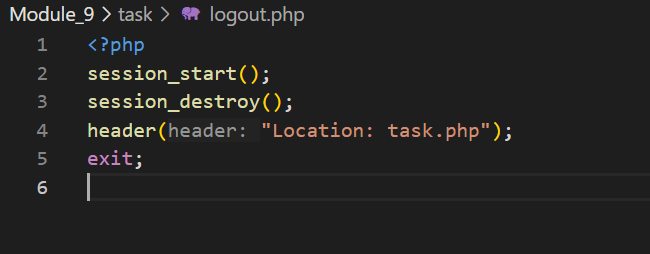 Module_9 > task > logout.php
1 <?php
2 session_start();
3 session_destroy();
4 header(header: "Location: task.php");
5 exit;
6